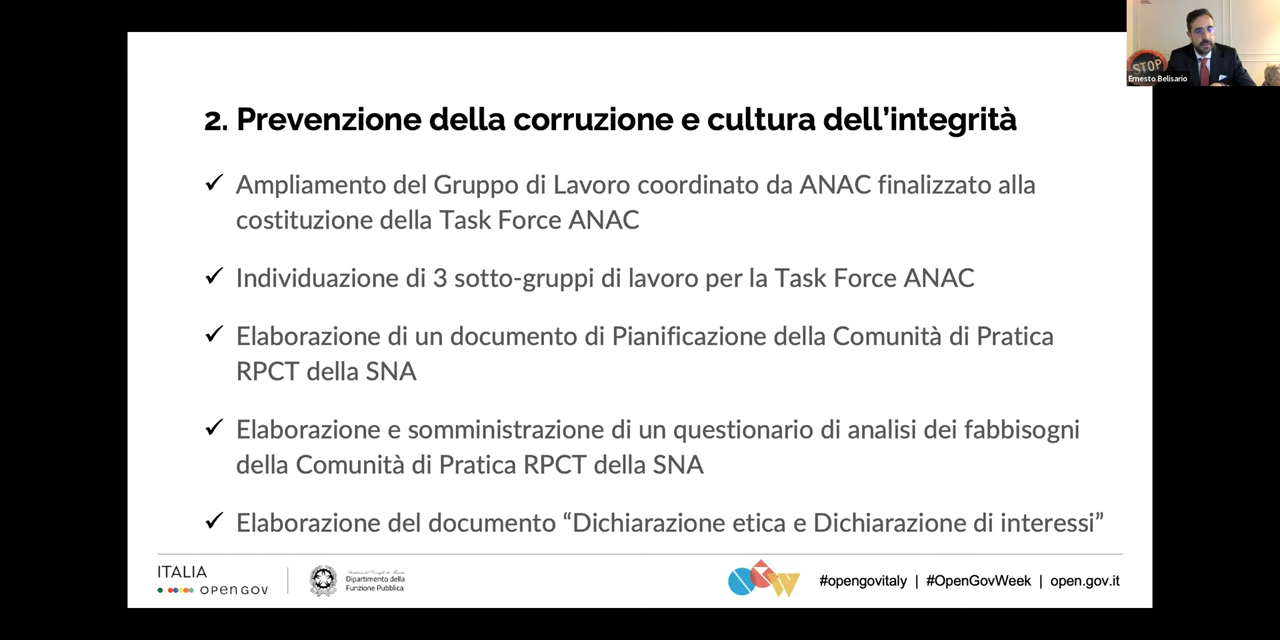 STOP
Ernesto Belisario
2. Prevenzione della corruzione e cultura dell’integrità
✓ Ampliamento del Gruppo di Lavoro coordinato da ANAC finalizzato alla
costituzione della Task Force ANAC
✓ Individuazione di 3 sotto-gruppi di lavoro per la Task Force ANAC
✓ Elaborazione di un documento di Pianificazione della Comunità di Pratica
RPCT della SNA
✓ Elaborazione e somministrazione di un questionario di analisi dei fabbisogni
della Comunità di Pratica RPCT della SNA
✓ Elaborazione del documento “Dichiarazione etica e Dichiarazione di interessi”
ITALIA
OPEN GOV
Dipartimento della
Funzione Pubblica
OGW
#opengovitaly | #OpenGovWeek | open.gov.it